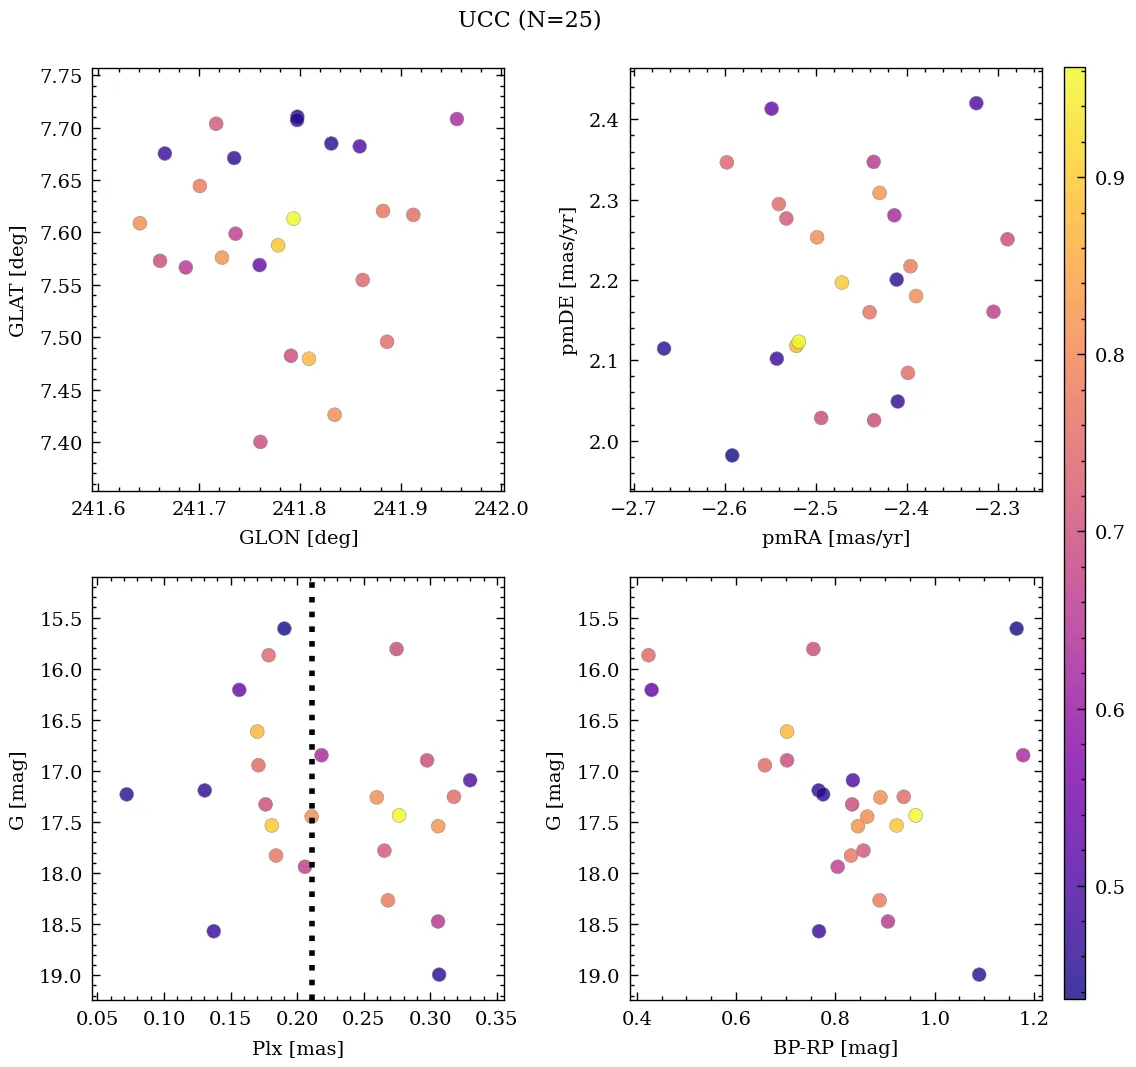 UCC (N=25)
7.75
7.70
7.65
7.60
7.55
7.50
7.45
7.40
GLAT [deg]
241.6 241.7 241.8 241.9 242.0
GLON [deg]
2.4
2.3
2.2
2.1
2.0
pmDE [mas/yr]
−2.7 −2.6 −2.5 −2.4 −2.3
pmRA [mas/yr]
15.5
16.0
16.5
17.0
17.5
18.0
18.5
19.0
G [mag]
0.05 0.10 0.15 0.20 0.25 0.30 0.35
Plx [mas]
15.5
16.0
16.5
17.0
17.5
18.0
18.5
19.0
G [mag]
0.4 0.6 0.8 1.0 1.2
BP-RP [mag]
0.9
0.8
0.7
0.6
0.5